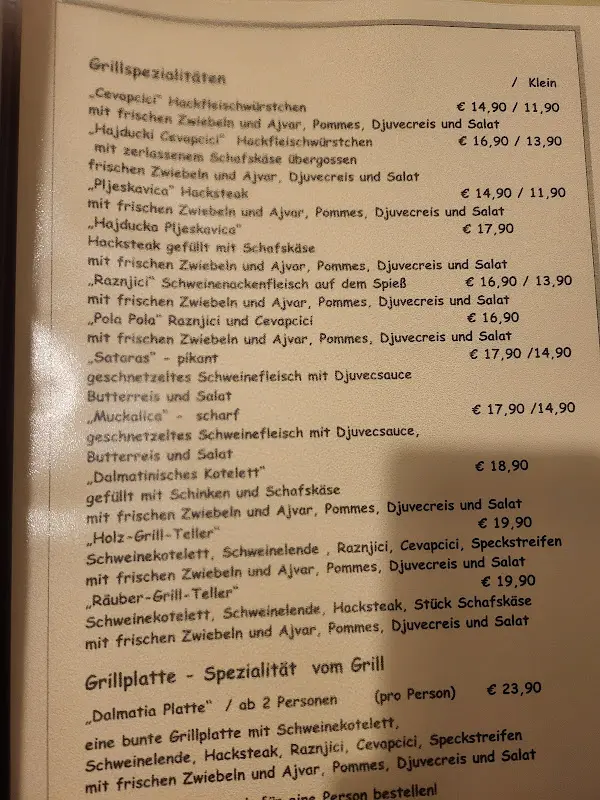 Grillspezialitäten
/ Klein
„Cevapcici" Hackfleischwürstchen € 14,90 / 11,90
mit frischen Zwiebeln und Ajvar, Pommes, Djuvecreis und Salat
„Hajducki Cevapcici" Hackfleischwürstchen € 16,90 / 13,90
mit zerlassenem Schafskäse übergossen
frischen Zwiebeln und Ajvar, Djuvecreis und Salat
„Pljeskavica" Hacksteak € 14,90 / 11,90
mit frischen Zwiebeln und Ajvar, Pommes, Djuvecreis und Salat
„Hajducka Pljeskavica" € 17,90
Hacksteak gefüllt mit Schafskäse
mit frischen Zwiebeln und Ajvar, Pommes, Djuvecreis und Salat
„Raznjici" Schweinenackenfleisch auf dem Spieß € 16,90 / 13,90
mit frischen Zwiebeln und Ajvar, Pommes, Djuvecreis und Salat
„Pola Pola" Raznjici und Cevapcici € 16,90
mit frischen Zwiebeln und Ajvar, Pommes, Djuvecreis und Salat
„Sataras" - pikant € 17,90 /14,90
geschnetzeltes Schweinefleisch mit Djuvecsauce
Butterreis und Salat
„Muckalica" - scharf € 17,90 /14,90
geschnetzeltes Schweinefleisch mit Djuvecsauce,
Butterreis und Salat
„Dalmatinisches Kotelett" € 18,90
gefüllt mit Schinken und Schafskäse
mit frischen Zwiebeln und Ajvar, Pommes, Djuvecreis und Salat
„Holz-Grill-Teller" € 19,90
Schweinekotelett, Schweinelende , Raznjici, Cevapcici, Speckstreifen
mit frischen Zwiebeln und Ajvar, Pommes, Djuvecreis und Salat
„Räuber-Grill-Teller" € 19,90
Schweinekotelett, Schweinelende, Hacksteak, Stück Schafskäse
mit frischen Zwiebeln und Ajvar, Pommes, Djuvecreis und Salat
Grillplatte - Spezialität vom Grill
„Dalmatia Platte" / ab 2 Personen (pro Person) € 23,90
eine bunte Grillplatte mit Schweinekotelett,
Schweinelende, Hacksteak, Raznjici, Cevapcici, Speckstreifen
mit frischen Zwiebeln und Ajvar, Pommes, Djuvecreis und Salat
für eine Person bestellen!